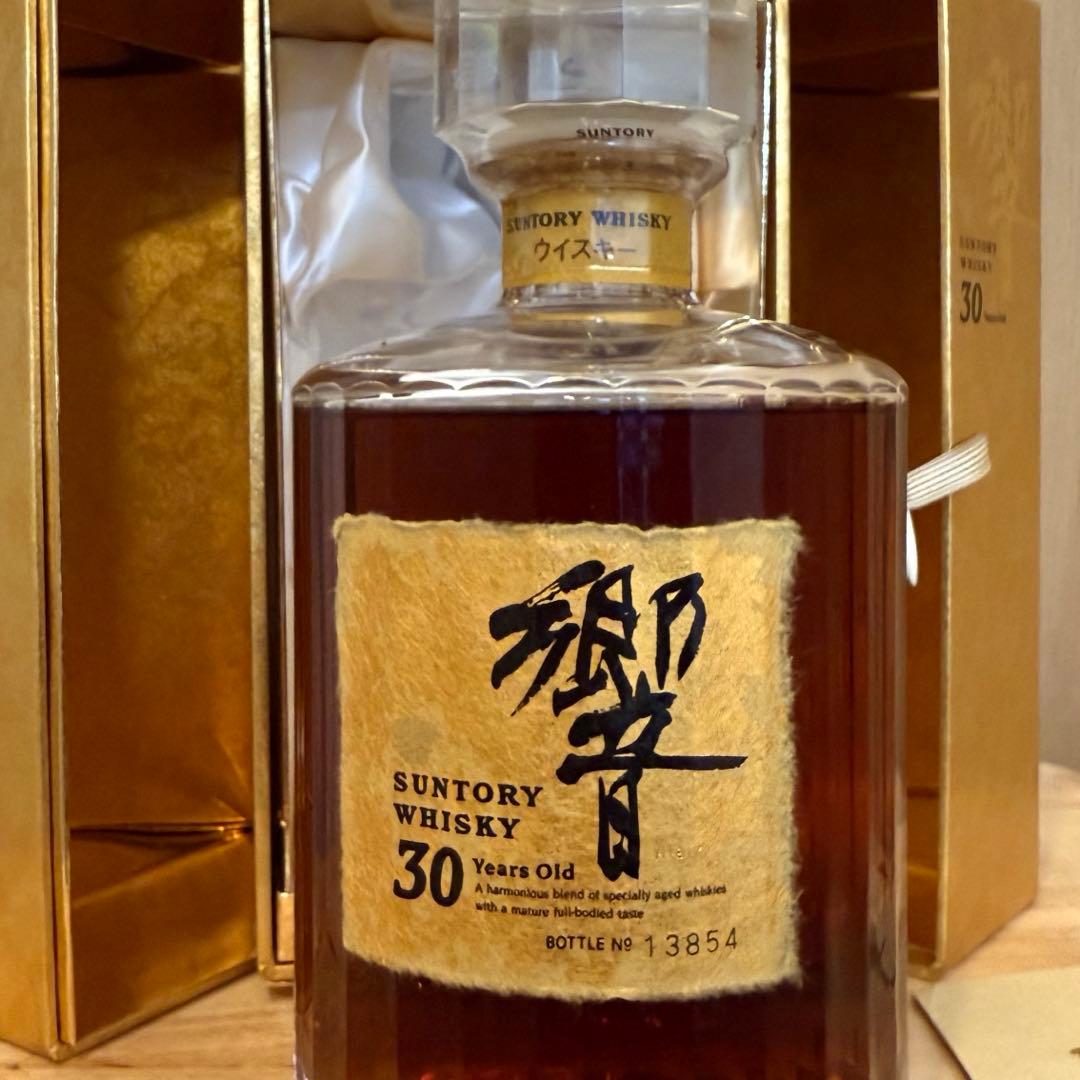 SUNTORY
SUNTORY WHISKY
ウイスキー
響
SUNTORY
WHISKY
30 Years Old
A harmonious blend of specially aged whiskies
with a mature full-bodied taste
BOTTLE Nº 13854
SUNTORY
WHISKY
30